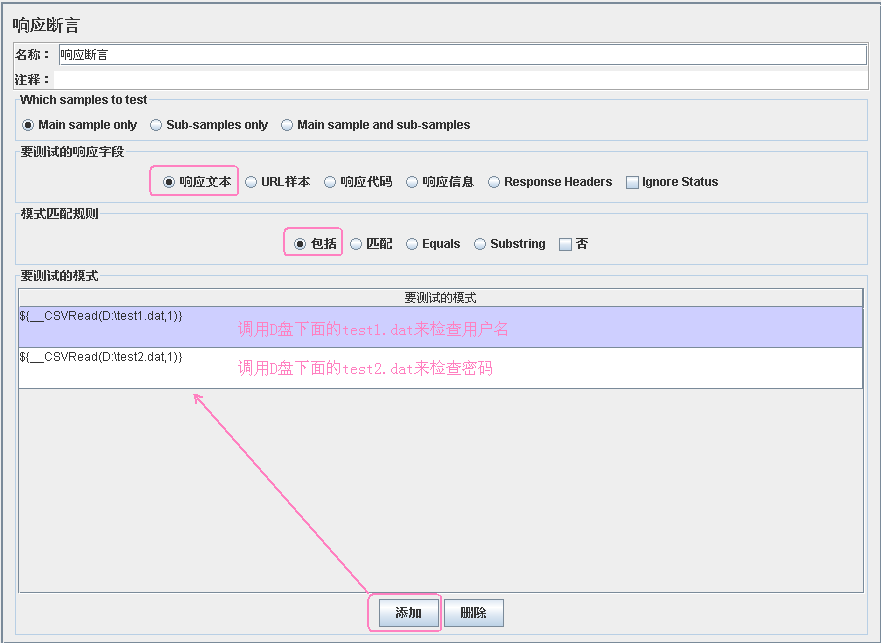 响应断言
名称： 响应断言
注释：
Which samples to test
Main sample only Sub-samples only Main sample and sub-samples
要测试的响应字段
响应文本 URL样本 响应代码 响应信息 Response Headers Ignore Status
模式匹配规则
包括 匹配 Equals Substring 否
要测试的模式
要测试的模式
${__CSVRead(D:\test1.dat,1)} 调用D盘下面的test1.dat来检查用户名
${__CSVRead(D:\test2.dat,1)} 调用D盘下面的test2.dat来检查密码
添加 删除